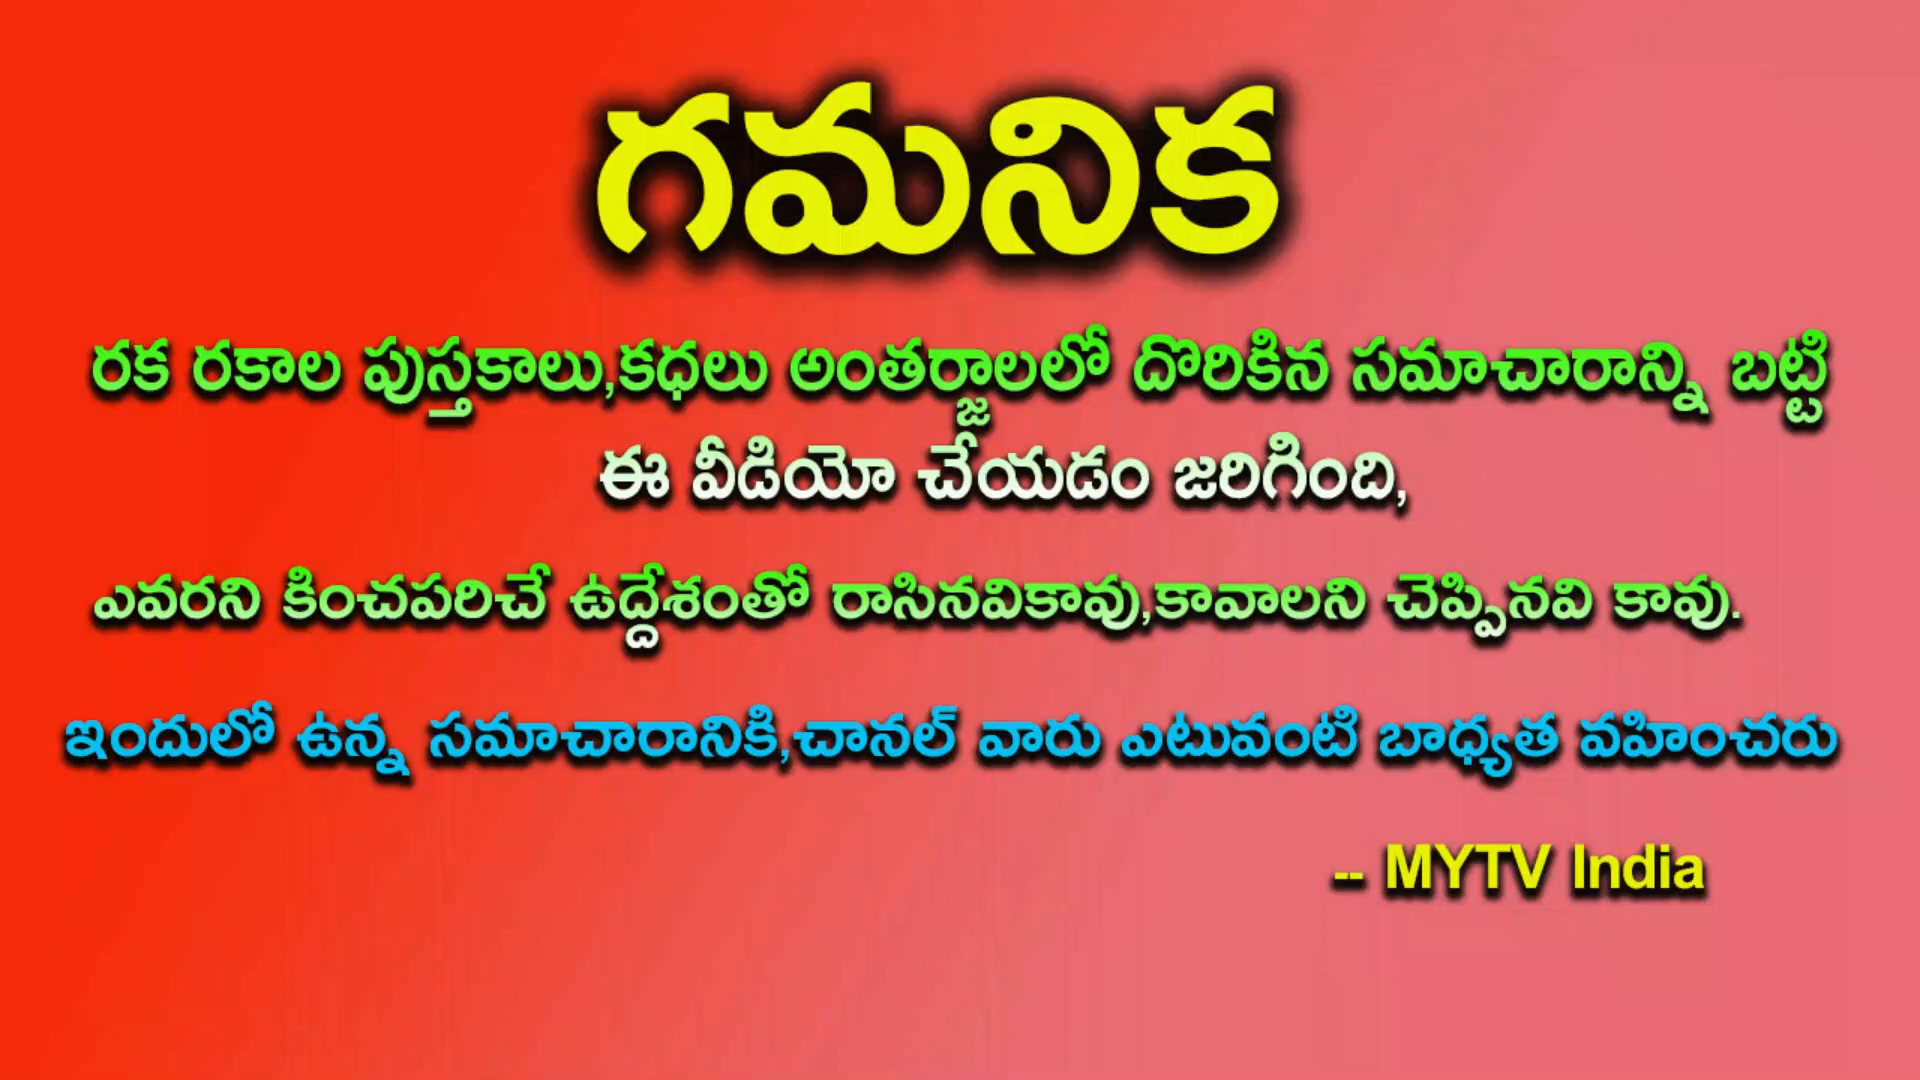 గమనిక
రక రకాల పుస్తకాలు,కధలు అంతర్జాలలో దొరికిన సమాచారాన్ని బట్టి
ఈ వీడియో చేయడం జరిగింది,
ఎవరని కించపరిచే ఉద్దేశంతో రాసినవికావు,కావాలని చెప్పినవి కావు.
ఇందులో ఉన్న సమాచారానికి,చానల్ వారు ఎటువంటి బాధ్యత వహించరు
-- MYTV India